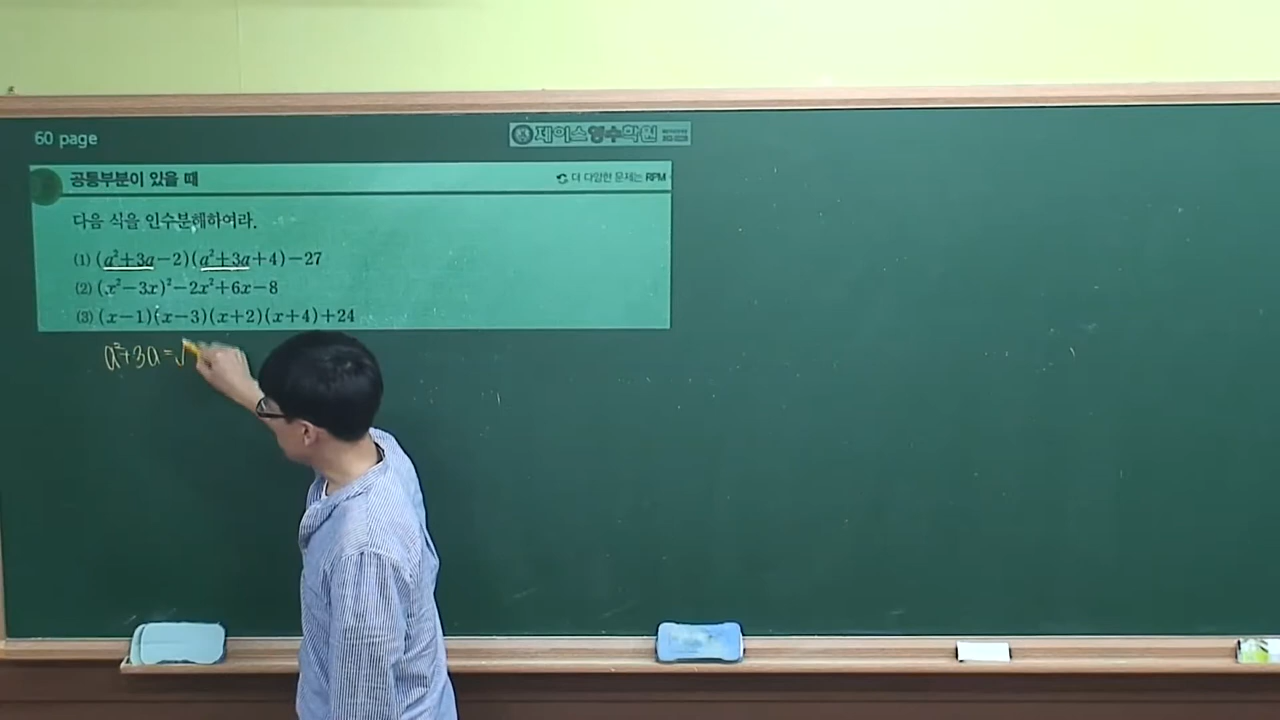 60 page
제이스영수학원
공통부분이 있을 때
더 다양한 문제는 RPM
다음 식을 인수분해하여라.
(1) (a²+3a−2)(a²+3a+4)−27
(2) (x²−3x)²−2x²+6x−8
(3) (x−1)(x−3)(x+2)(x+4)+24
a²+3a=